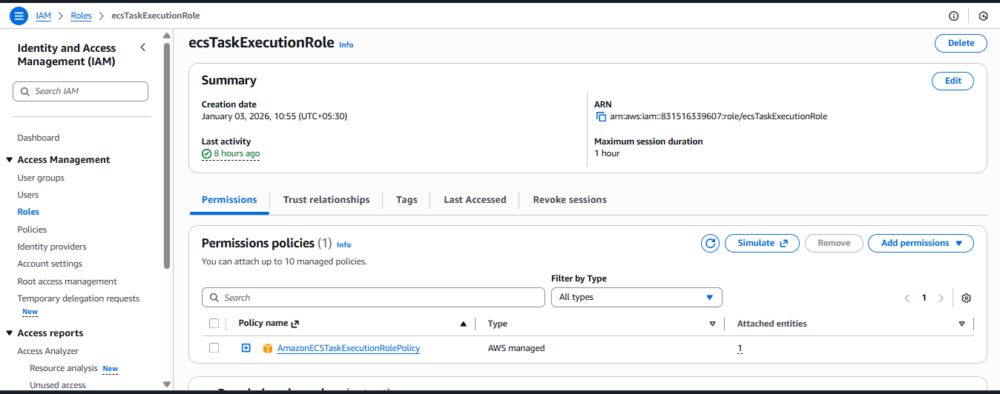 IAM > Roles > ecsTaskExecutionRole
Identity and Access
Management (IAM)
Search IAM
Dashboard
Access Management
User groups
Users
Roles
Policies
Identity providers
Account settings
Root access management
Temporary delegation requests
New
Access reports
Access Analyzer
Resource analysis New
Unused access
ecsTaskExecutionRole Info
Delete
Summary
Edit
Creation date
January 03, 2026, 10:55 (UTC+05:30)
ARN
arn:aws:iam::831516339607:role/ecsTaskExecutionRole
Last activity
8 hours ago
Maximum session duration
1 hour
Permissions Trust relationships Tags Last Accessed Revoke sessions
Permissions policies (1) Info
Simulate Remove Add permissions
You can attach up to 10 managed policies.
Filter by Type
Search All types 1
Policy name Type Attached entities
AmazonECSTaskExecutionRolePolicy AWS managed 1